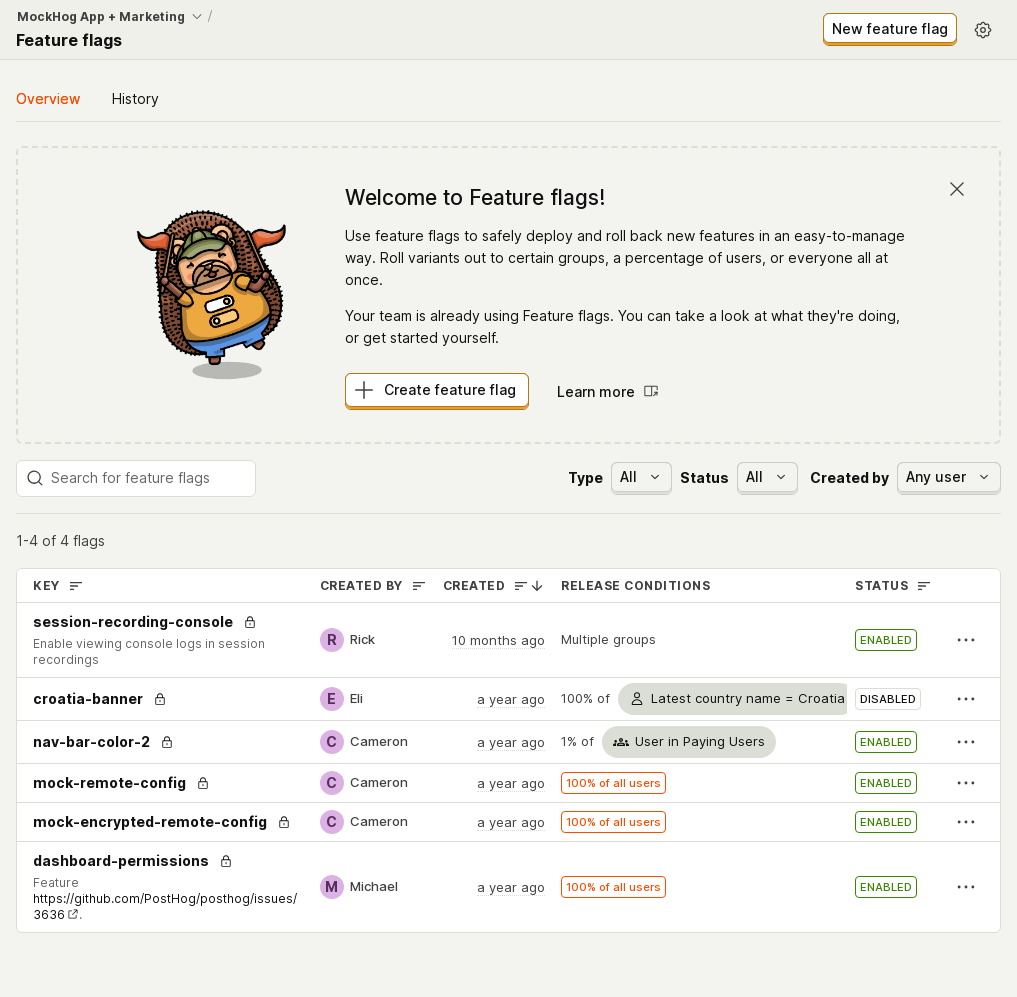 MockHog App + Marketing /
Feature flags
New feature flag
Overview
History
Welcome to Feature flags!
Use feature flags to safely deploy and roll back new features in an easy-to-manage
way. Roll variants out to certain groups, a percentage of users, or everyone all at
once.
Your team is already using Feature flags. You can take a look at what they're doing,
or get started yourself.
Create feature flag
Learn more
Search for feature flags
Type All Status All Created by Any user
1-4 of 4 flags
KEY CREATED BY CREATED RELEASE CONDITIONS STATUS
session-recording-console
Enable viewing console logs in session
recordings
R Rick 10 months ago Multiple groups ENABLED
croatia-banner E Eli a year ago 100% of Latest country name = Croatia DISABLED
nav-bar-color-2 C Cameron a year ago 1% of User in Paying Users ENABLED
mock-remote-config C Cameron a year ago 100% of all users ENABLED
mock-encrypted-remote-config C Cameron a year ago 100% of all users ENABLED
dashboard-permissions
Feature
https://github.com/PostHog/posthog/issues/
3636.
M Michael a year ago 100% of all users ENABLED